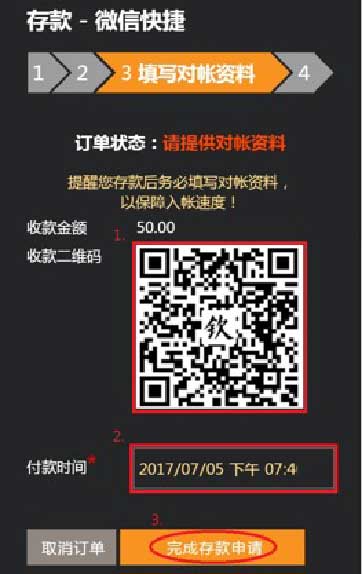 存款 - 微信快捷
1 2 3 填写对帐资料 4
订单状态：请提供对帐资料
提醒您存款后务必填写对帐资料，
以保障入帐速度！
收款金额 50.00
1.
收款二维码
钦
2.
付款时间* 2017/07/05 下午 07:4
3.
取消订单 完成存款申请